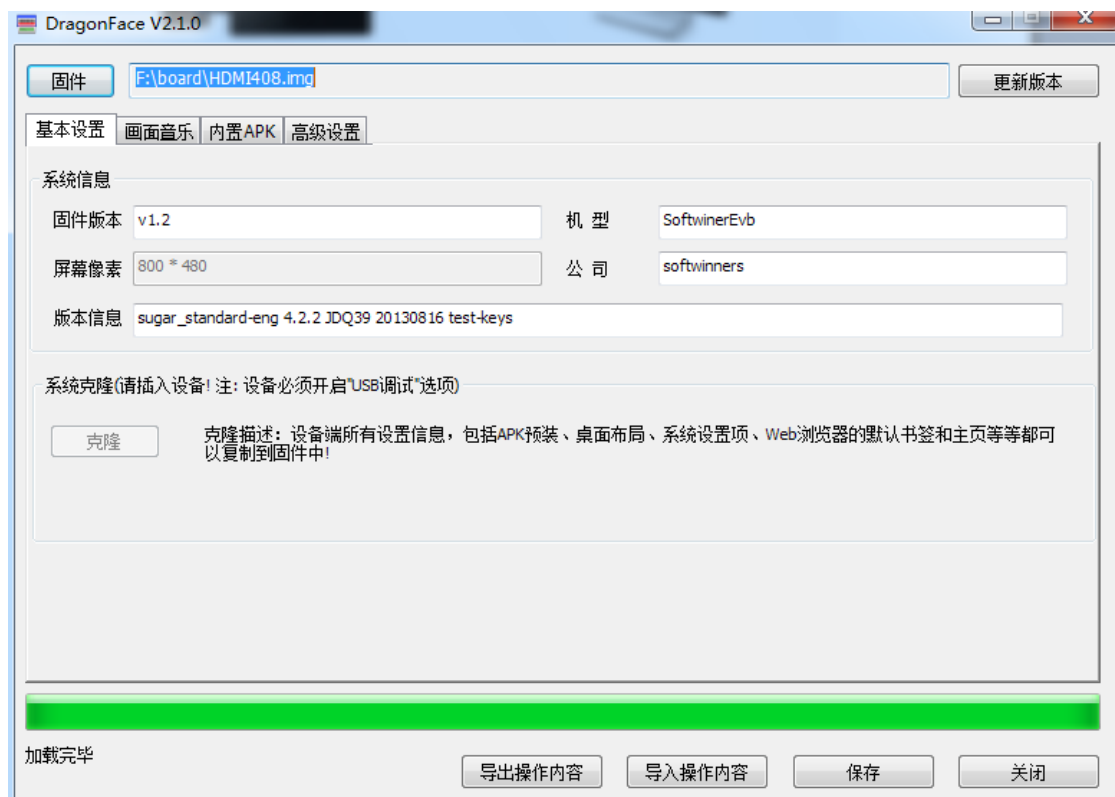 DragonFace V2.1.0
固件 F:\board\HDMI408.img 更新版本
基本设置 画面音乐 内置APK 高级设置
系统信息
固件版本 v1.2 机 型 SoftwinerEvb
屏幕像素 800 * 480 公 司 softwinners
版本信息 sugar_standard-eng 4.2.2 JDQ39 20130816 test-keys
系统克隆(请插入设备! 注: 设备必须开启"USB调试"选项)
克隆 克隆描述：设备端所有设置信息，包括APK预装、桌面布局、系统设置项、Web浏览器的默认书签和主页等等都可
以复制到固件中!
加载完毕
导出操作内容 导入操作内容 保存 关闭